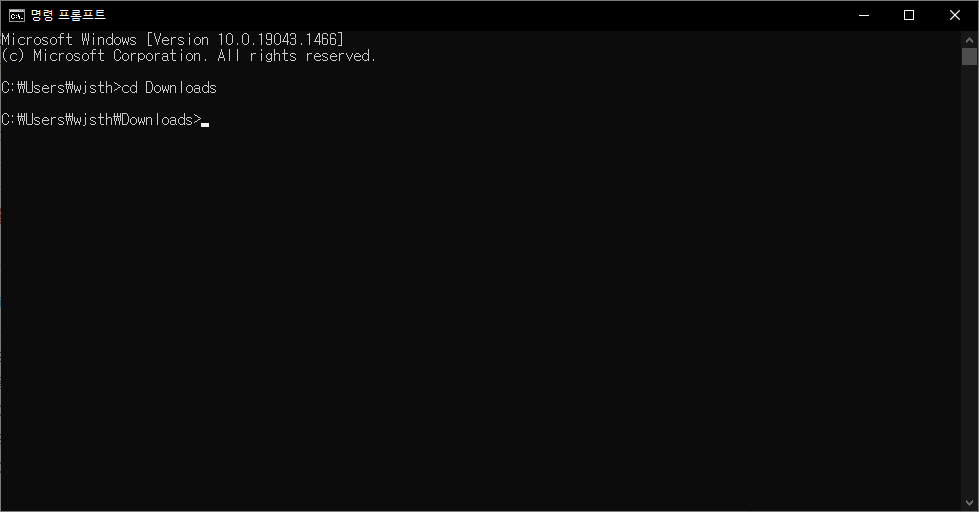 명령 프롬프트
Microsoft Windows [Version 10.0.19043.1466]
(c) Microsoft Corporation. All rights reserved.
C:₩Users₩wjsth>cd Downloads
C:₩Users₩wjsth₩Downloads>